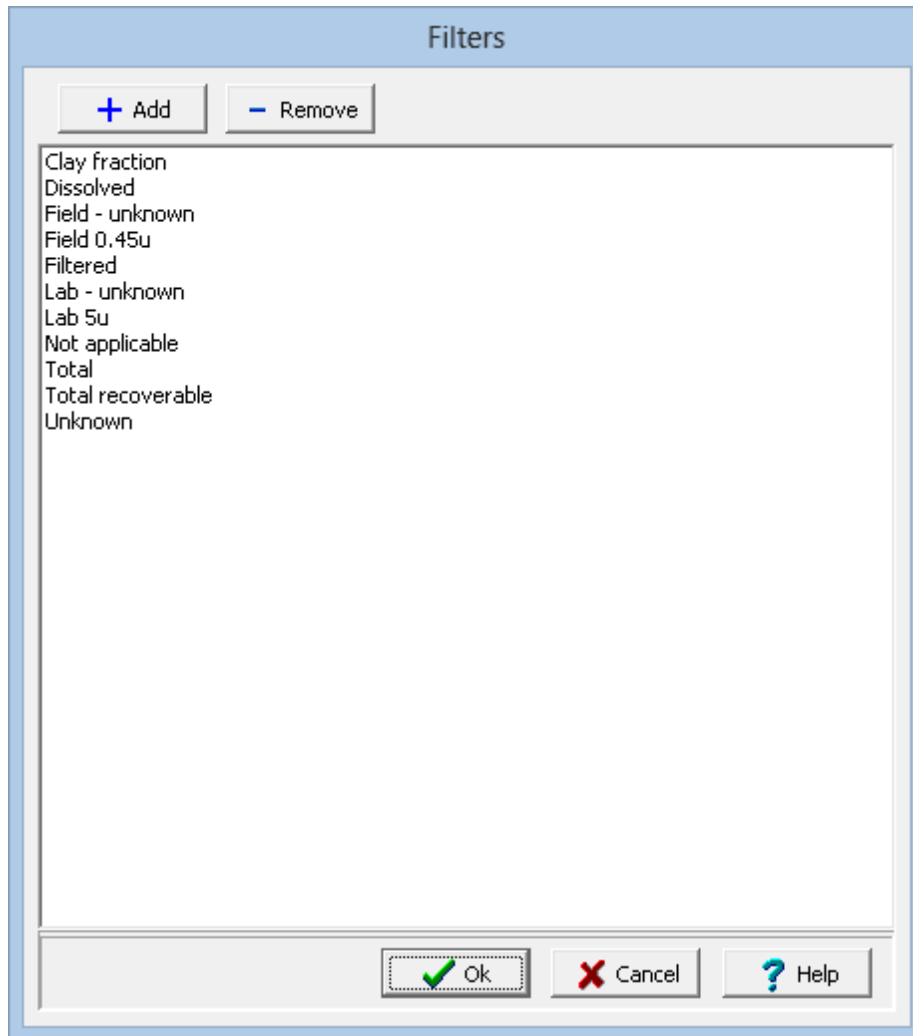 Filters
+ Add - Remove
Clay fraction
Dissolved
Field - unknown
Field 0.45u
Filtered
Lab - unknown
Lab 5u
Not applicable
Total
Total recoverable
Unknown
Ok Cancel ? Help